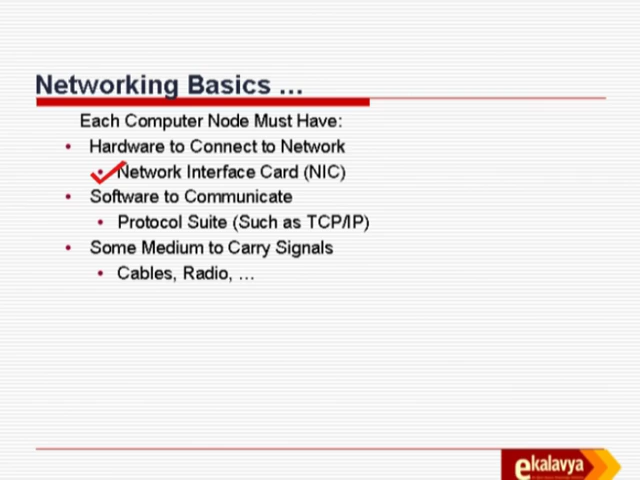 Networking Basics ...
Each Computer Node Must Have:
• Hardware to Connect to Network
• Network Interface Card (NIC)
• Software to Communicate
• Protocol Suite (Such as TCP/IP)
• Some Medium to Carry Signals
• Cables, Radio, ...
ekalavya